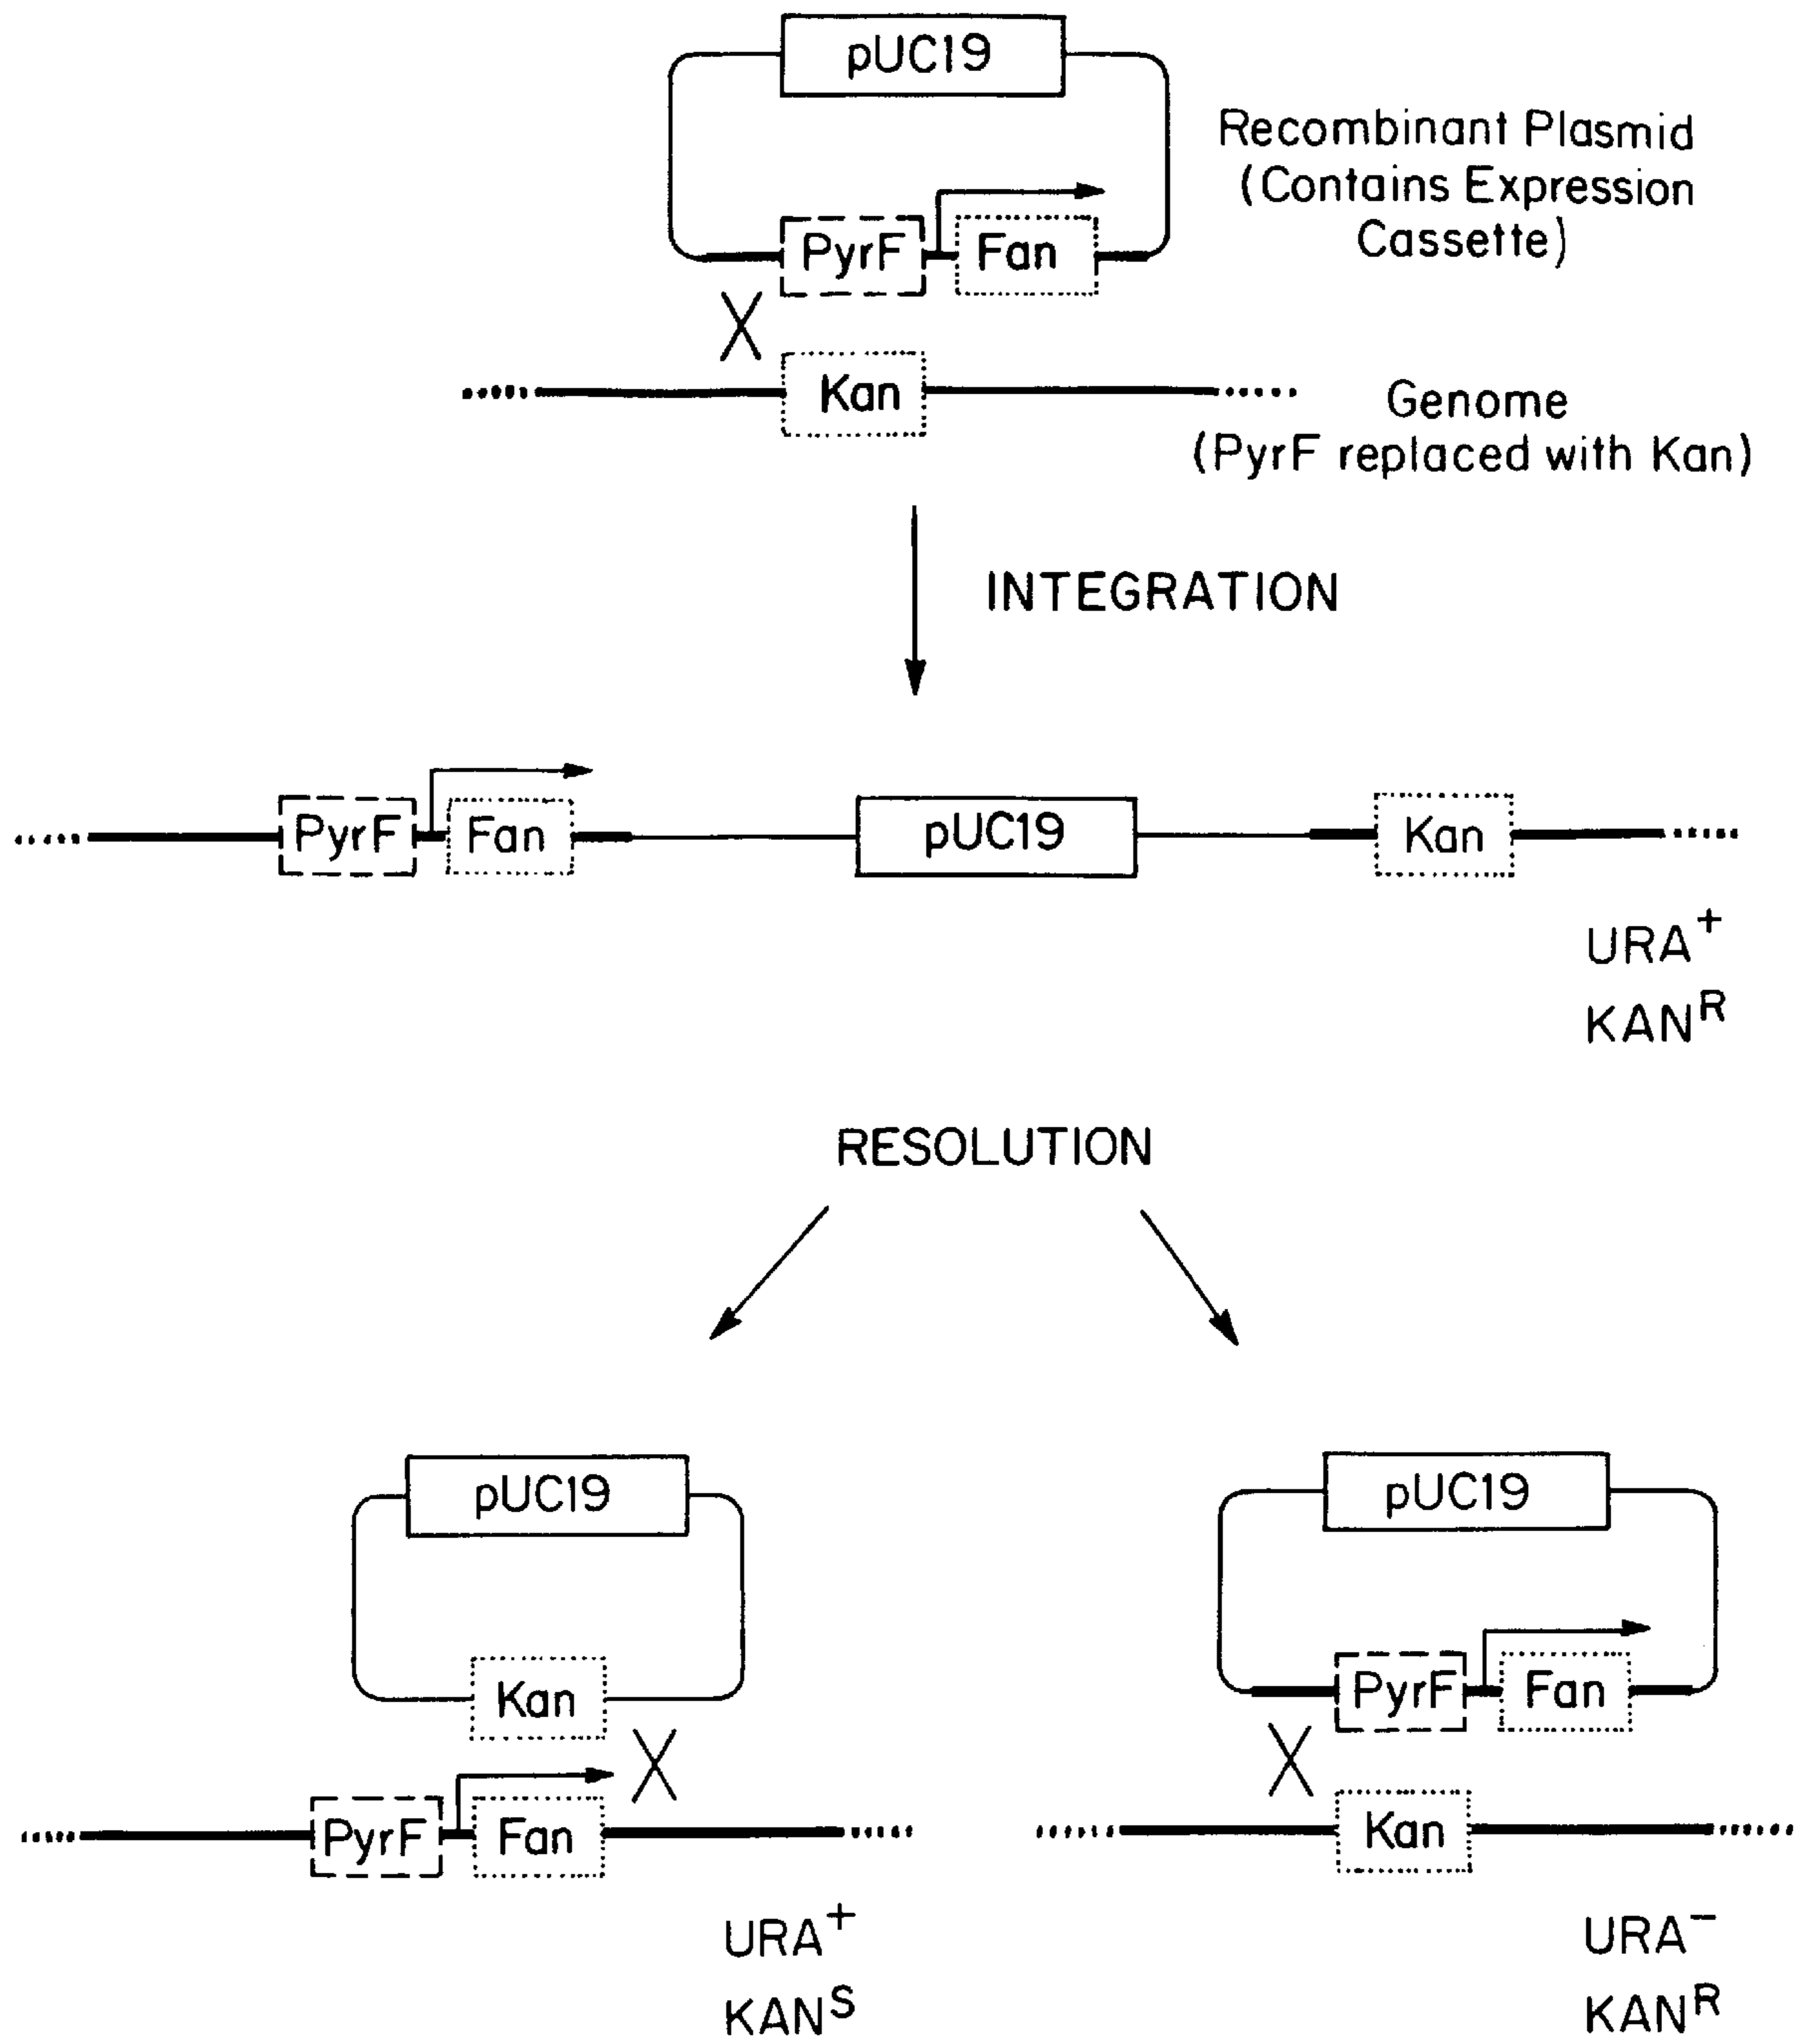 pUC19
Recombinant Plasmid
(Contains Expression
Cassette)
PyrF
Fan
Kan
Genome
(PyrF replaced with Kan)
INTEGRATION
PyrF
Fan
pUC19
Kan
URA+
KANR
RESOLUTION
pUC19
Kan
PyrF
Fan
URA+
KANS
pUC19
PyrF
Fan
Kan
URA−
KANR